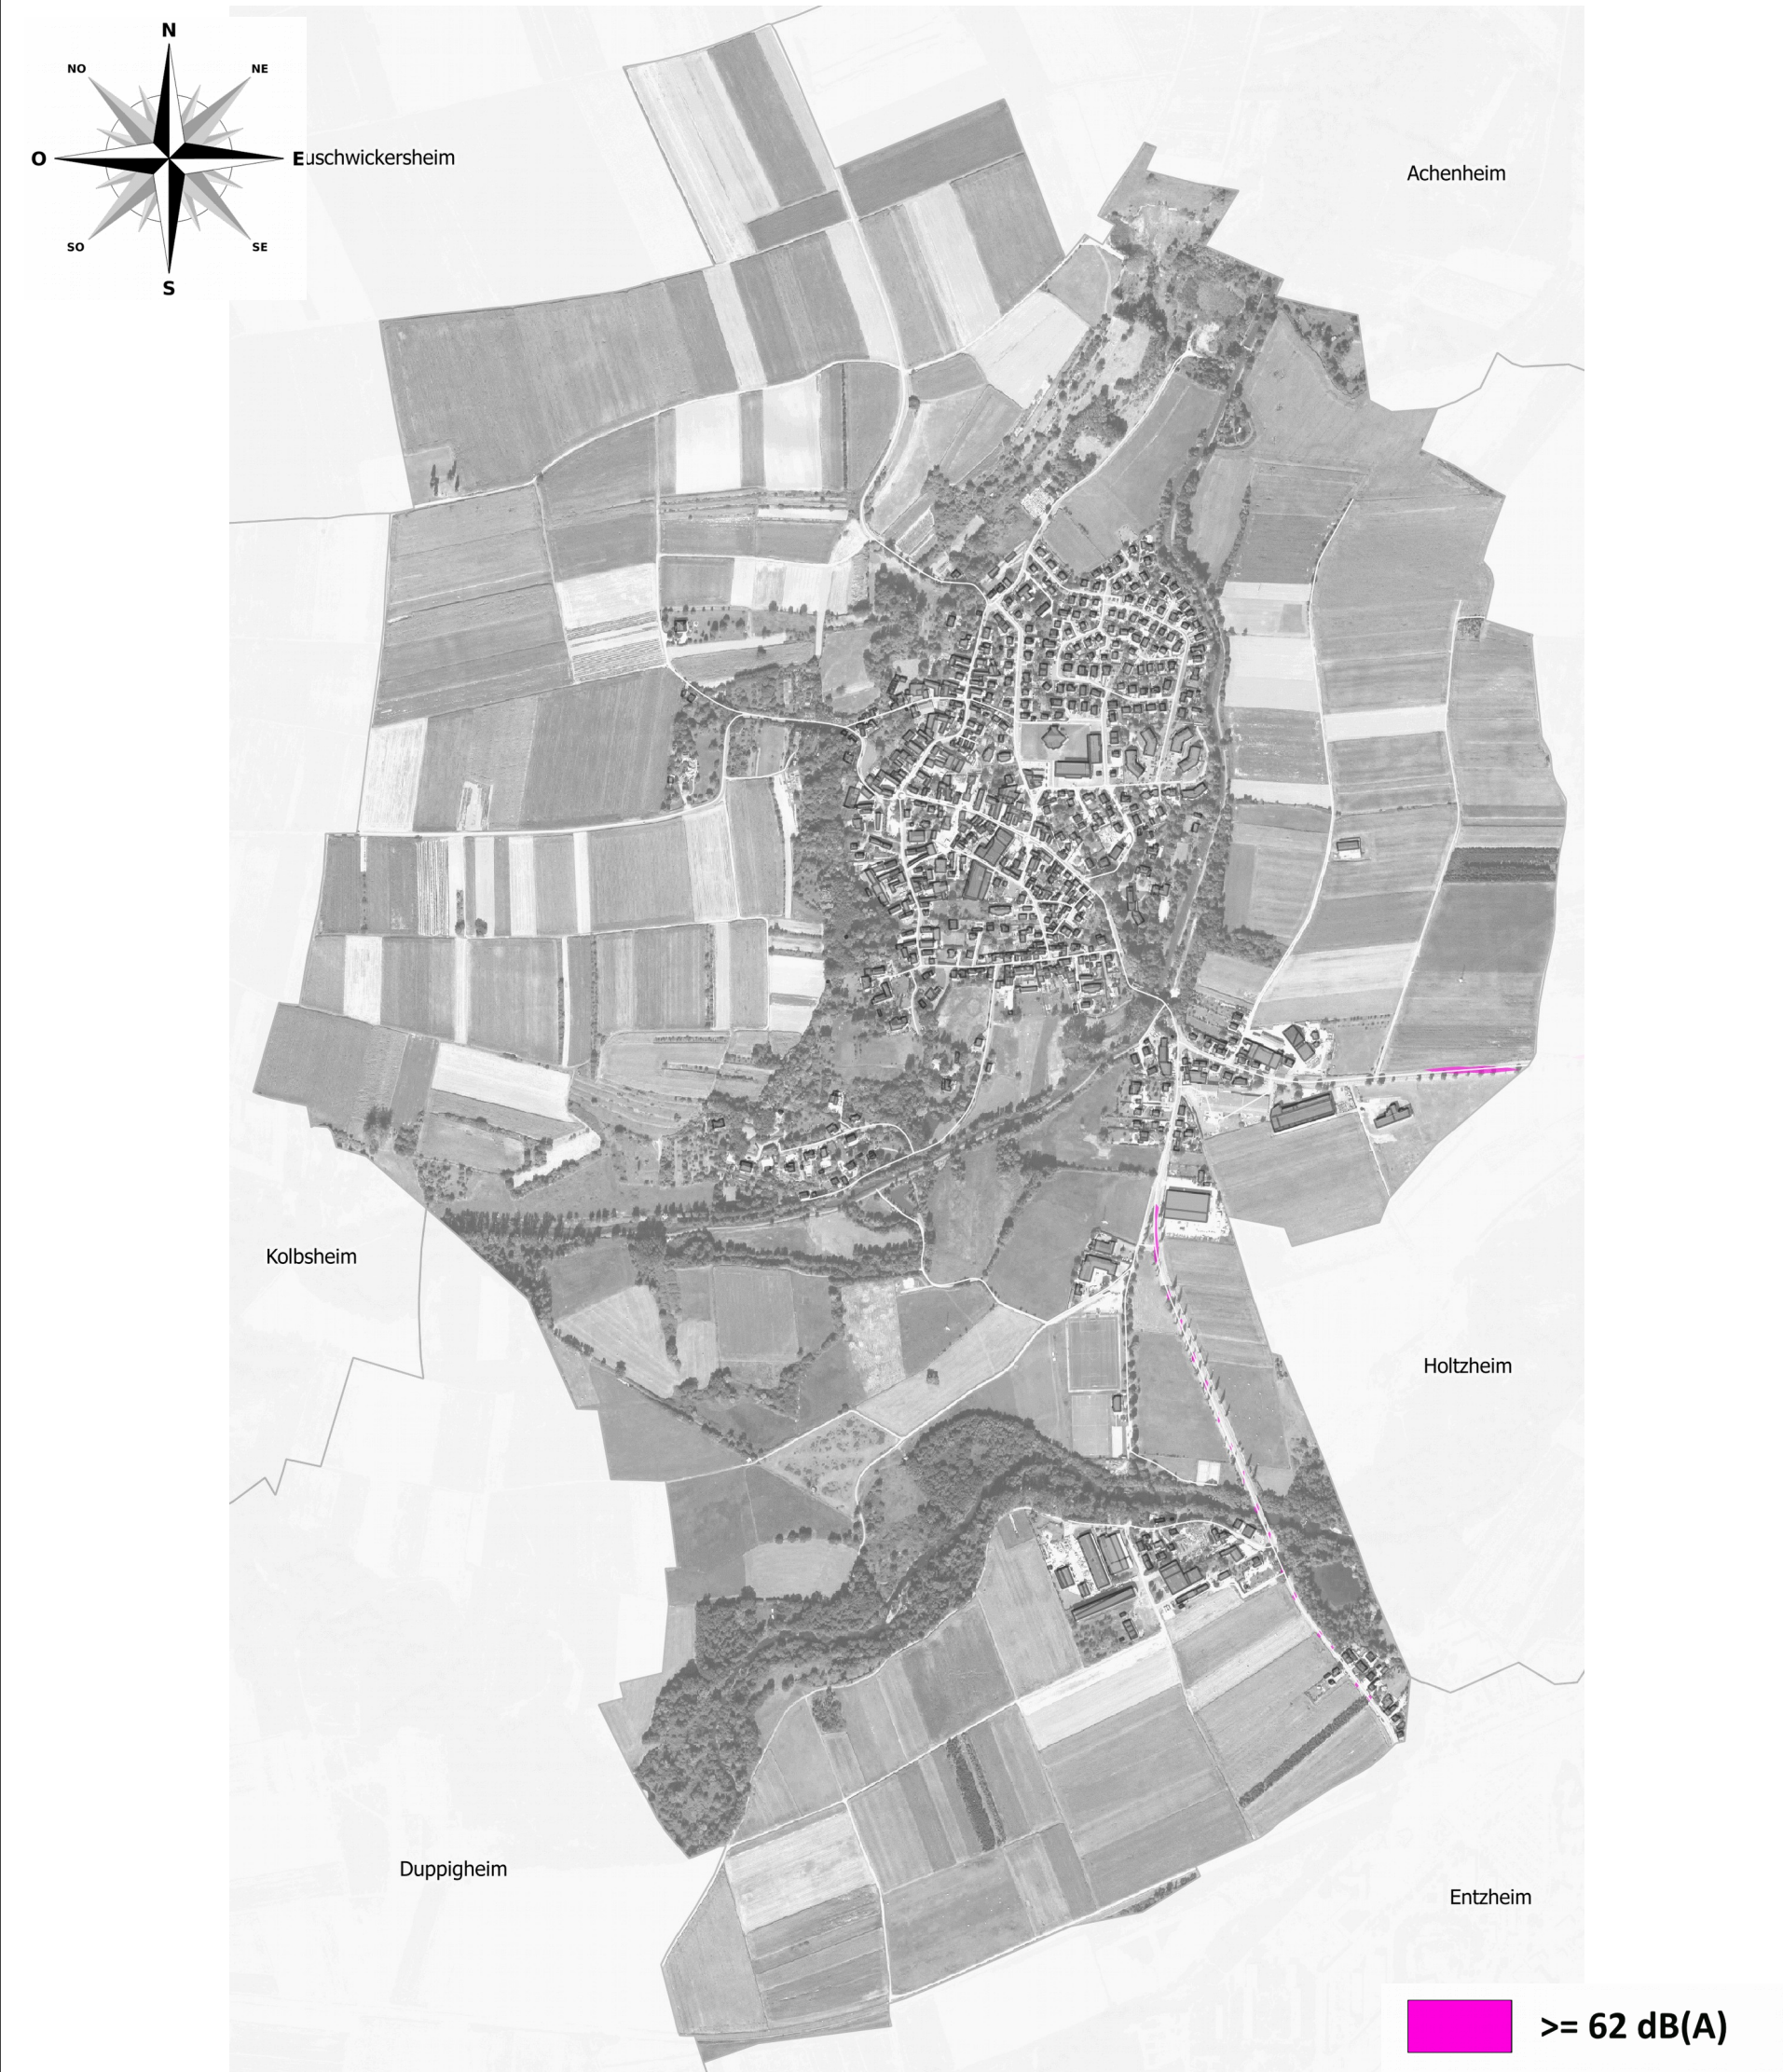 N
NO
NE
O
E
uschwickersheim
Achenheim
SO
SE
S
Kolbsheim
Holtzheim
Duppigheim
Entzheim
>= 62 dB(A)